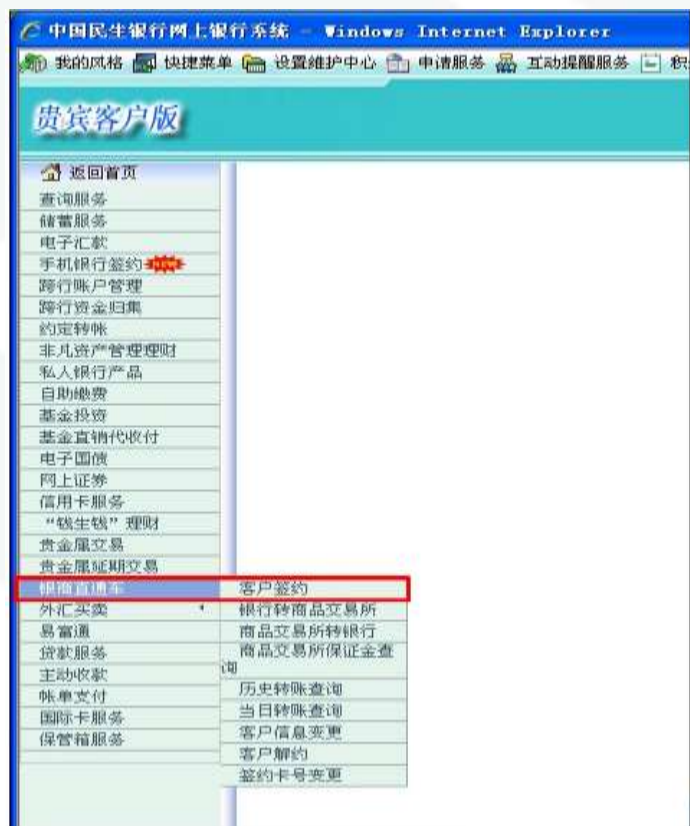 中国民生银行网上银行系统 - Windows Internet Explorer
我的风格 快捷菜单 设置維护中心 申请服务 互动提醒服务 积
贵宾客户版
返回首页
查询服务
储蓄服务
电子汇款
手机银行签约 NEW
跨行账户管理
跨行资金归集
约定转帐
非凡资产管理理财
私人银行产品
自助缴费
基金投资
基金直销代收付
电子国债
网上证券
信用卡服务
“钱生钱”理财
贵金属交易
贵金属延期交易
银商直通车
外汇买卖
易富通
贷款服务
主动收款
帐单支付
国际卡服务
保管箱服务
客户签约
银行转商品交易所
商品交易所转银行
商品交易所保证金查
询
历史转账查询
当日转账查询
客户信息变更
客户解约
签约卡号变更